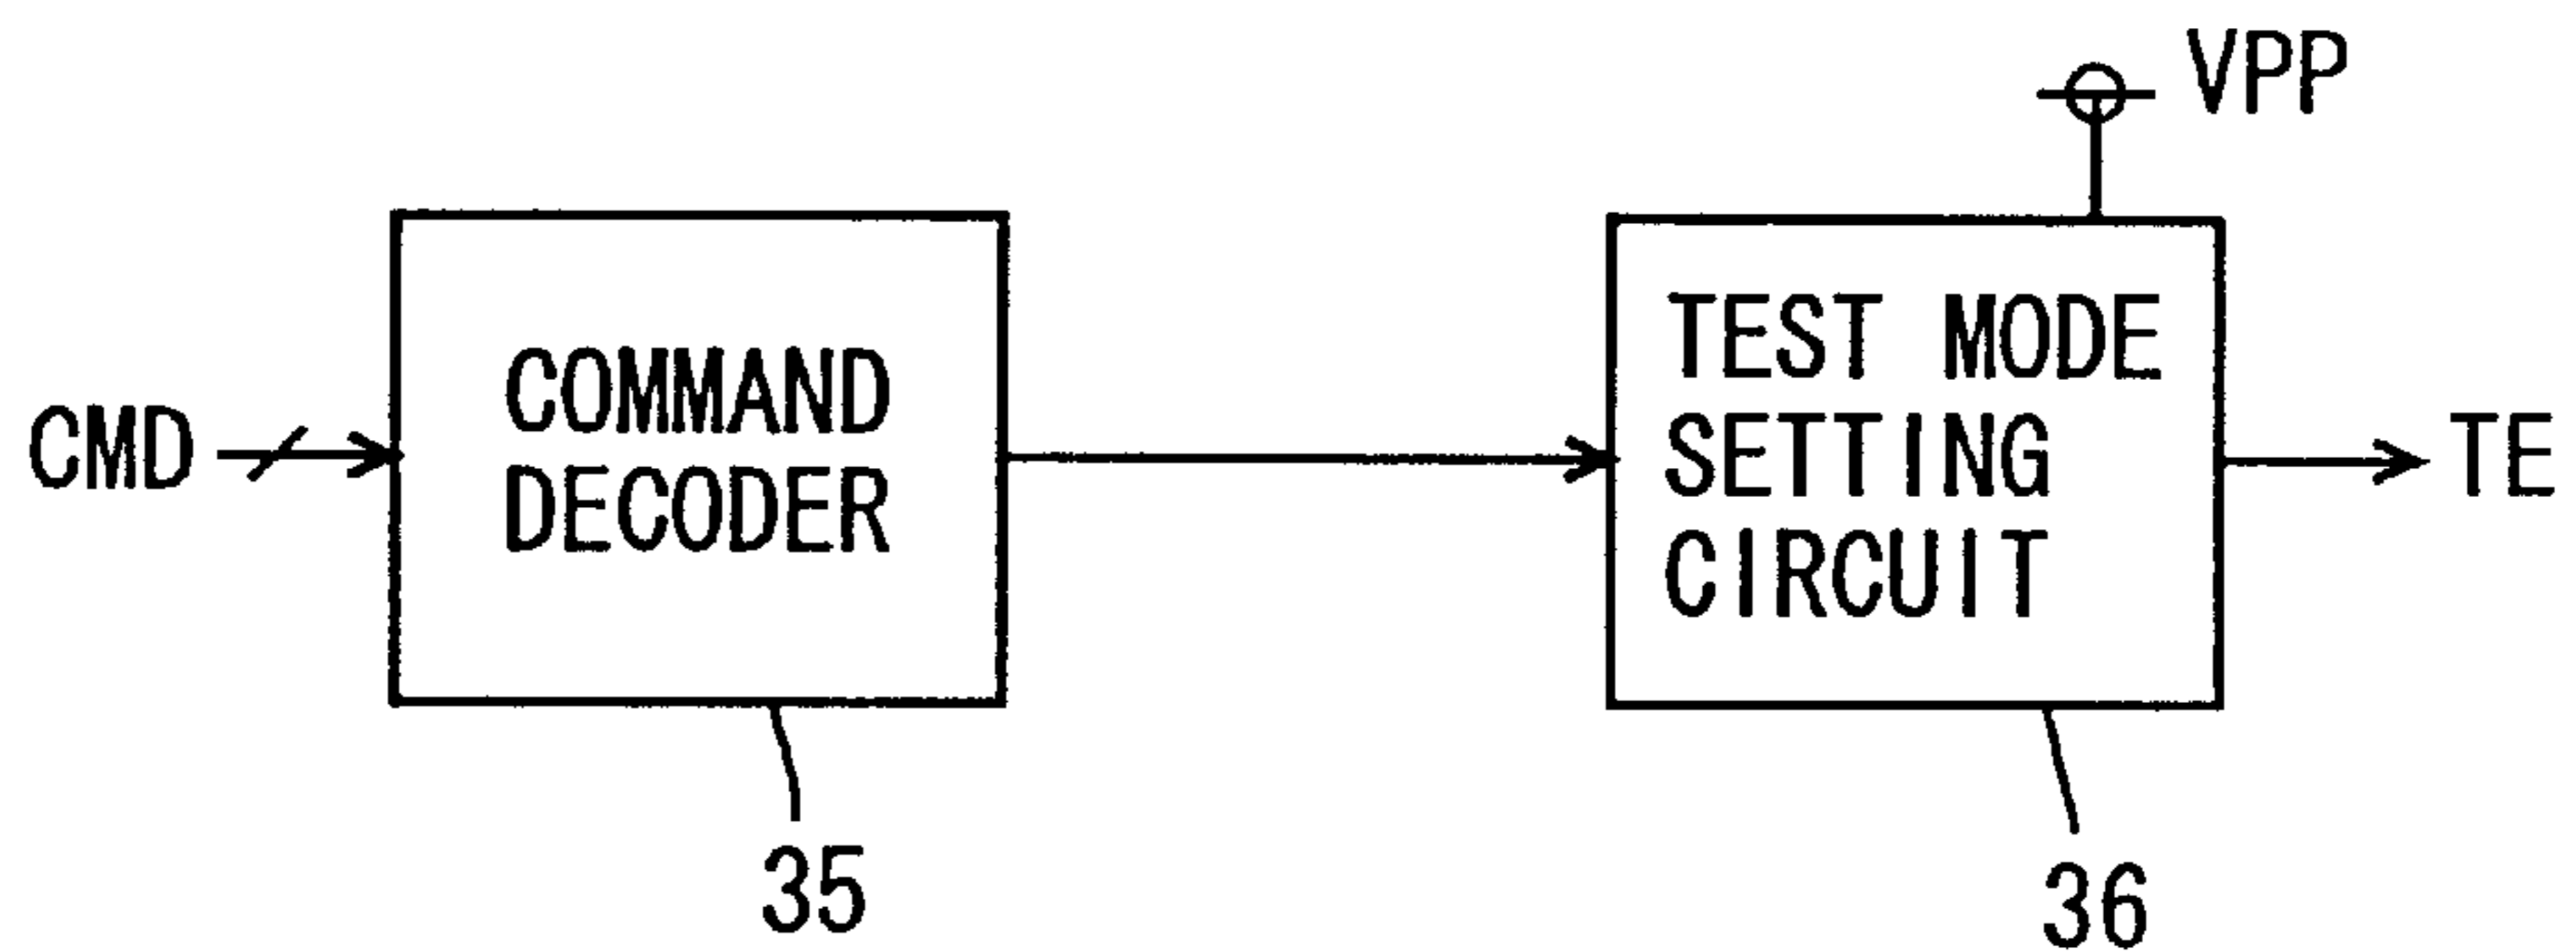 VPP
CMD
COMMAND
DECODER
TEST MODE
SETTING
CIRCUIT
TE
35
36